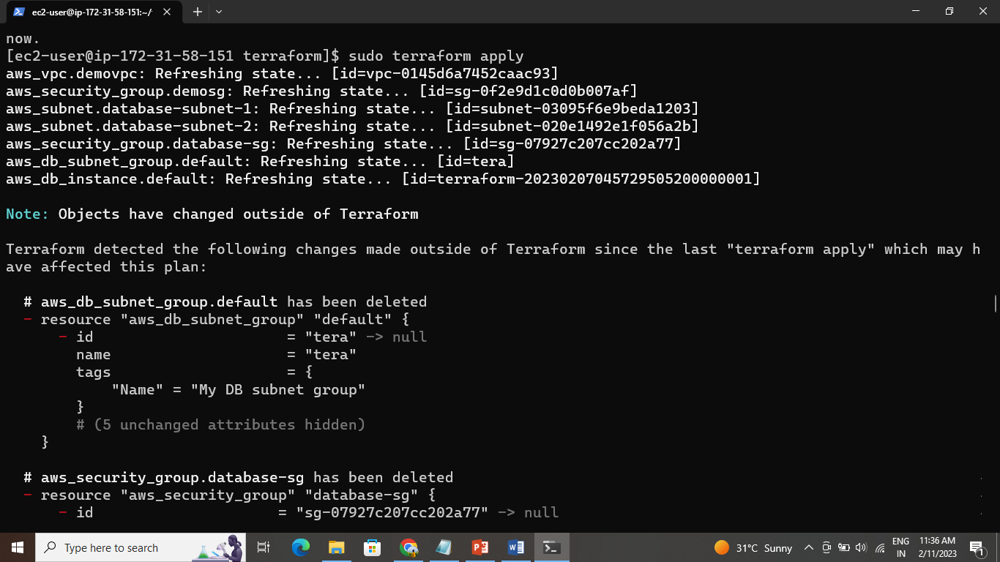 ec2-user@ip-172-31-58-151:~/
now.
[ec2-user@ip-172-31-58-151 terraform]$ sudo terraform apply
aws_vpc.demovpc: Refreshing state... [id=vpc-0145d6a7452caac93]
aws_security_group.demosg: Refreshing state... [id=sg-0f2e9d1c0d0b007af]
aws_subnet.database-subnet-1: Refreshing state... [id=subnet-03095f6e9beda1203]
aws_subnet.database-subnet-2: Refreshing state... [id=subnet-020e1492e1f056a2b]
aws_security_group.database-sg: Refreshing state... [id=sg-07927c207cc202a77]
aws_db_subnet_group.default: Refreshing state... [id=tera]
aws_db_instance.default: Refreshing state... [id=terraform-20230207045729505200000001]
Note: Objects have changed outside of Terraform
Terraform detected the following changes made outside of Terraform since the last "terraform apply" which may h
ave affected this plan:
# aws_db_subnet_group.default has been deleted
- resource "aws_db_subnet_group" "default" {
- id = "tera" -> null
name = "tera"
tags = {
"Name" = "My DB subnet group"
}
# (5 unchanged attributes hidden)
}
# aws_security_group.database-sg has been deleted
- resource "aws_security_group" "database-sg" {
- id = "sg-07927c207cc202a77" -> null
Type here to search
31°C Sunny
ENG
IN
11:36 AM
2/11/2023
1